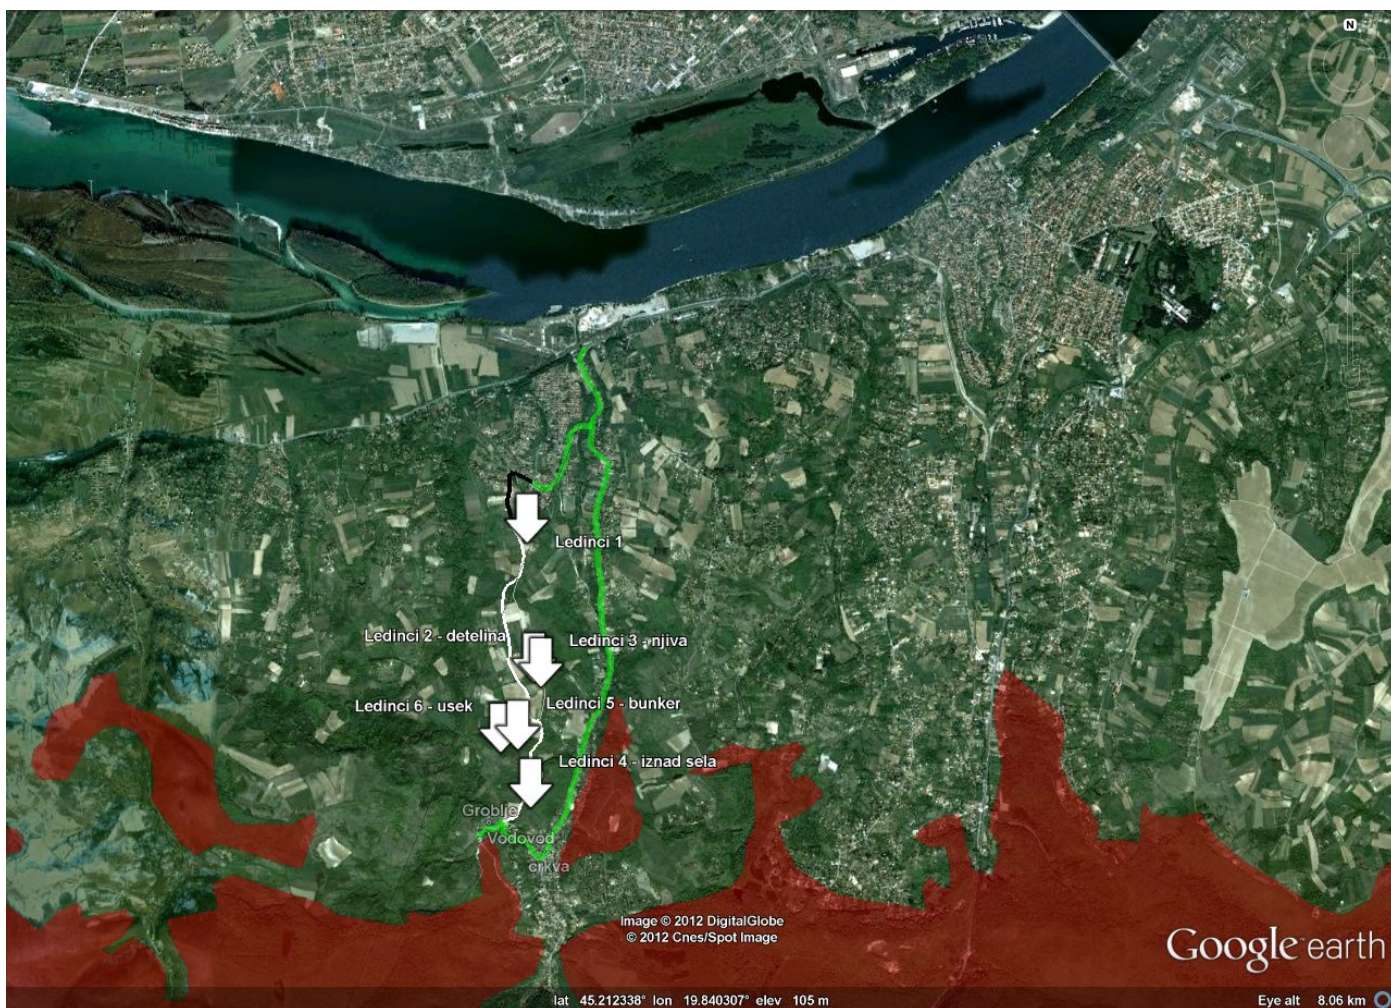 N
Ledinci 1
Ledinci 2 - detelina
Ledinci 3 - njiva
Ledinci 6 - usek
Ledinci 5 - bunker
Ledinci 4 - iznad sela
Groblje
Vodovod
crkva
Image © 2012 DigitalGlobe
© 2012 Cnes/Spot Image
Google earth
lat 45.212338° lon 19.840307° elev 105 m
Eye alt 8.06 km